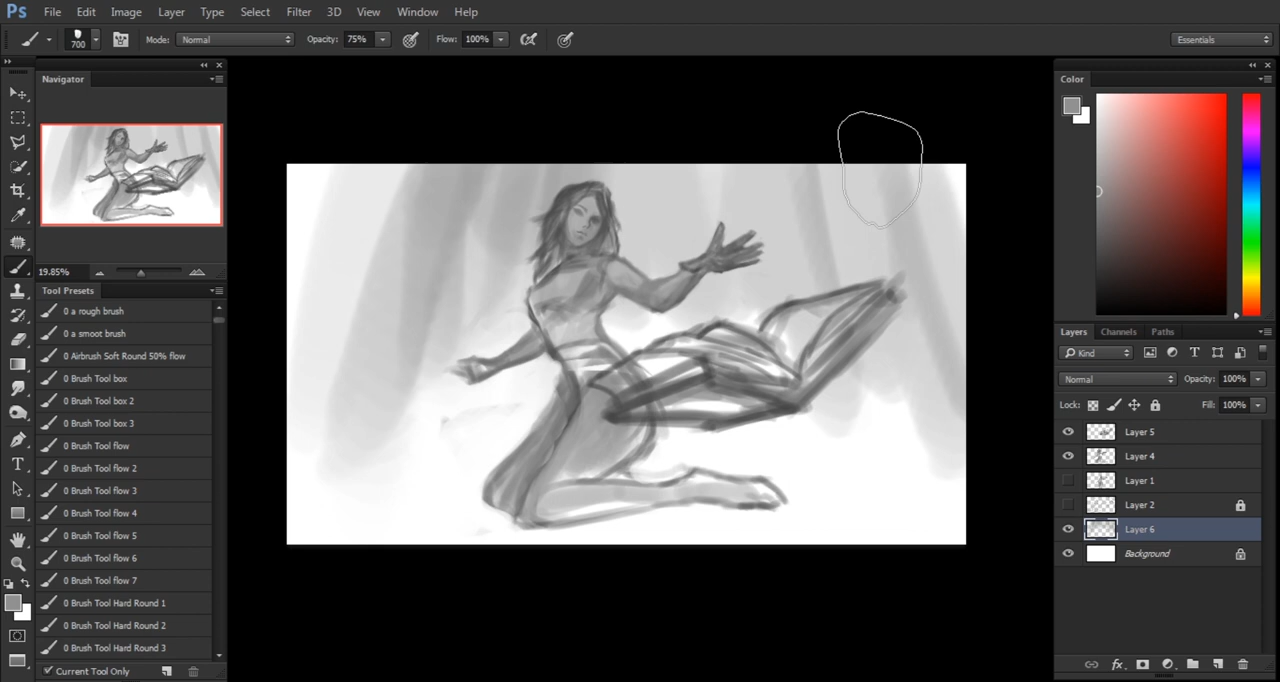 Ps File Edit Image Layer Type Select Filter 3D View Window Help
700 Mode: Normal Opacity: 75% Flow: 100% Essentials
Navigator
19.85%
Tool Presets
0 a rough brush
0 a smoot brush
0 Airbrush Soft Round 50% flow
0 Brush Tool box
0 Brush Tool box 2
0 Brush Tool box 3
0 Brush Tool flow
0 Brush Tool flow 2
0 Brush Tool flow 3
0 Brush Tool flow 4
0 Brush Tool flow 5
0 Brush Tool flow 6
0 Brush Tool flow 7
0 Brush Tool Hard Round 1
0 Brush Tool Hard Round 2
0 Brush Tool Hard Round 3
Current Tool Only
Color
Layers Channels Paths
Kind
Normal Opacity: 100%
Lock: Fill: 100%
Layer 5
Layer 4
Layer 1
Layer 2
Layer 6
Background
fx